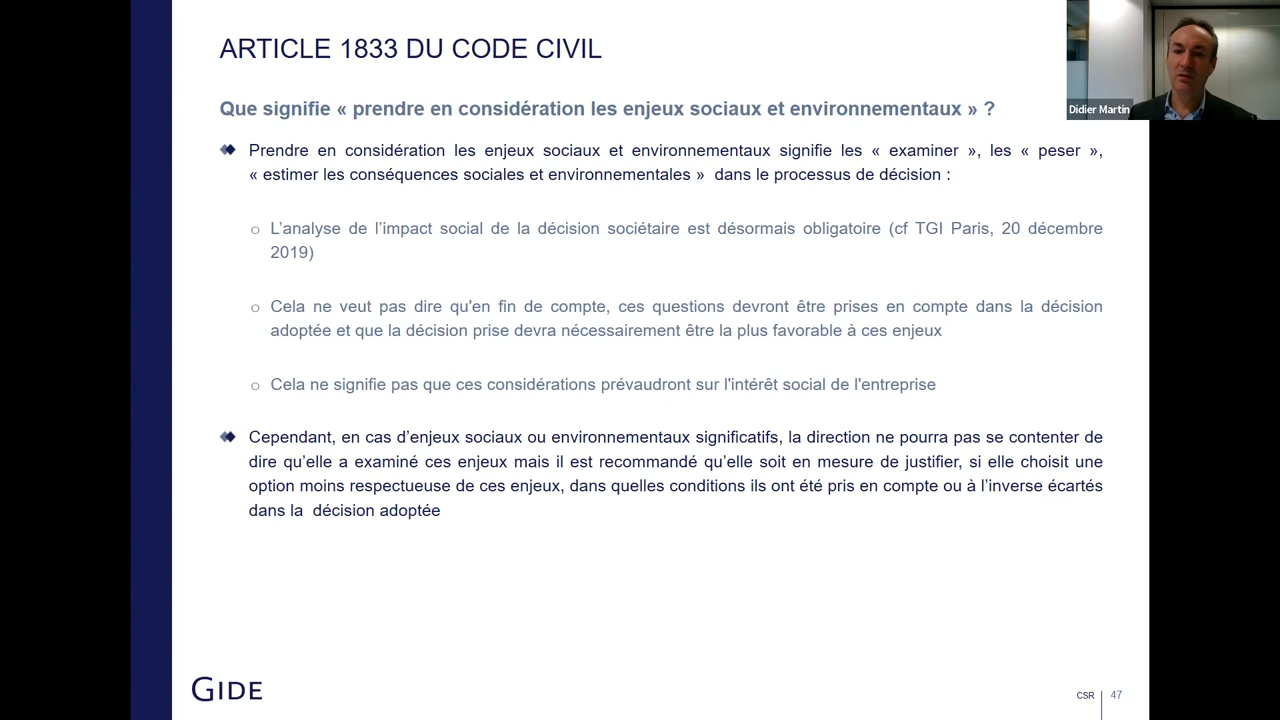 ARTICLE 1833 DU CODE CIVIL
Didier Martin
Que signifie « prendre en considération les enjeux sociaux et environnementaux » ?
Prendre en considération les enjeux sociaux et environnementaux signifie les « examiner », les « peser »,
« estimer les conséquences sociales et environnementales » dans le processus de décision :
L'analyse de l'impact social de la décision sociétaire est désormais obligatoire (cf TGI Paris, 20 décembre
2019)
Cela ne veut pas dire qu'en fin de compte, ces questions devront être prises en compte dans la décision
adoptée et que la décision prise devra nécessairement être la plus favorable à ces enjeux
Cela ne signifie pas que ces considérations prévaudront sur l'intérêt social de l'entreprise
Cependant, en cas d'enjeux sociaux ou environnementaux significatifs, la direction ne pourra pas se contenter de
dire qu'elle a examiné ces enjeux mais il est recommandé qu'elle soit en mesure de justifier, si elle choisit une
option moins respectueuse de ces enjeux, dans quelles conditions ils ont été pris en compte ou à l'inverse écartés
dans la décision adoptée
GIDE
CSR 47